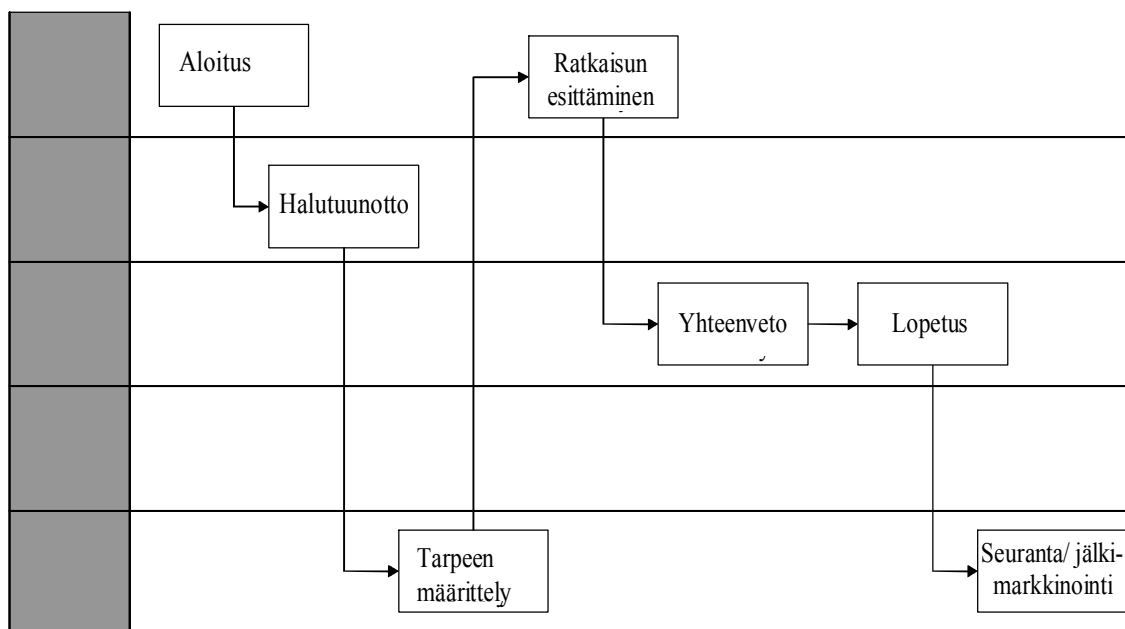 Aloitus
Ratkaisun
esittäminen
Halutuunotto
Yhteenveto
Lopetus
Tarpeen
määrittely
Seuranta/ jälki-
markkinointi